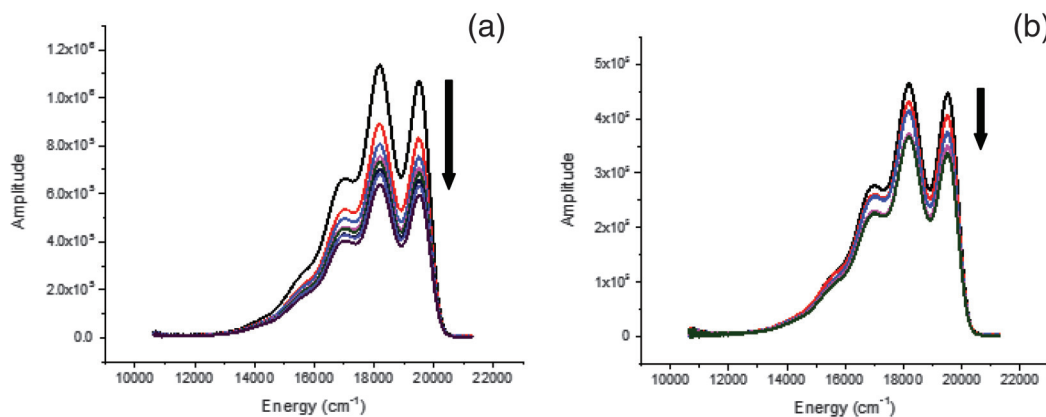 (a)
1.2x10⁶
1.0x10⁶
8.0x10⁵
6.0x10⁵
4.0x10⁵
2.0x10⁵
0.0
Amplitude
10000 12000 14000 16000 18000 20000 22000
Energy (cm⁻¹)
(b)
5x10⁵
4x10⁵
3x10⁵
2x10⁵
1x10⁵
0
Amplitude
10000 12000 14000 16000 18000 20000 22000
Energy (cm⁻¹)